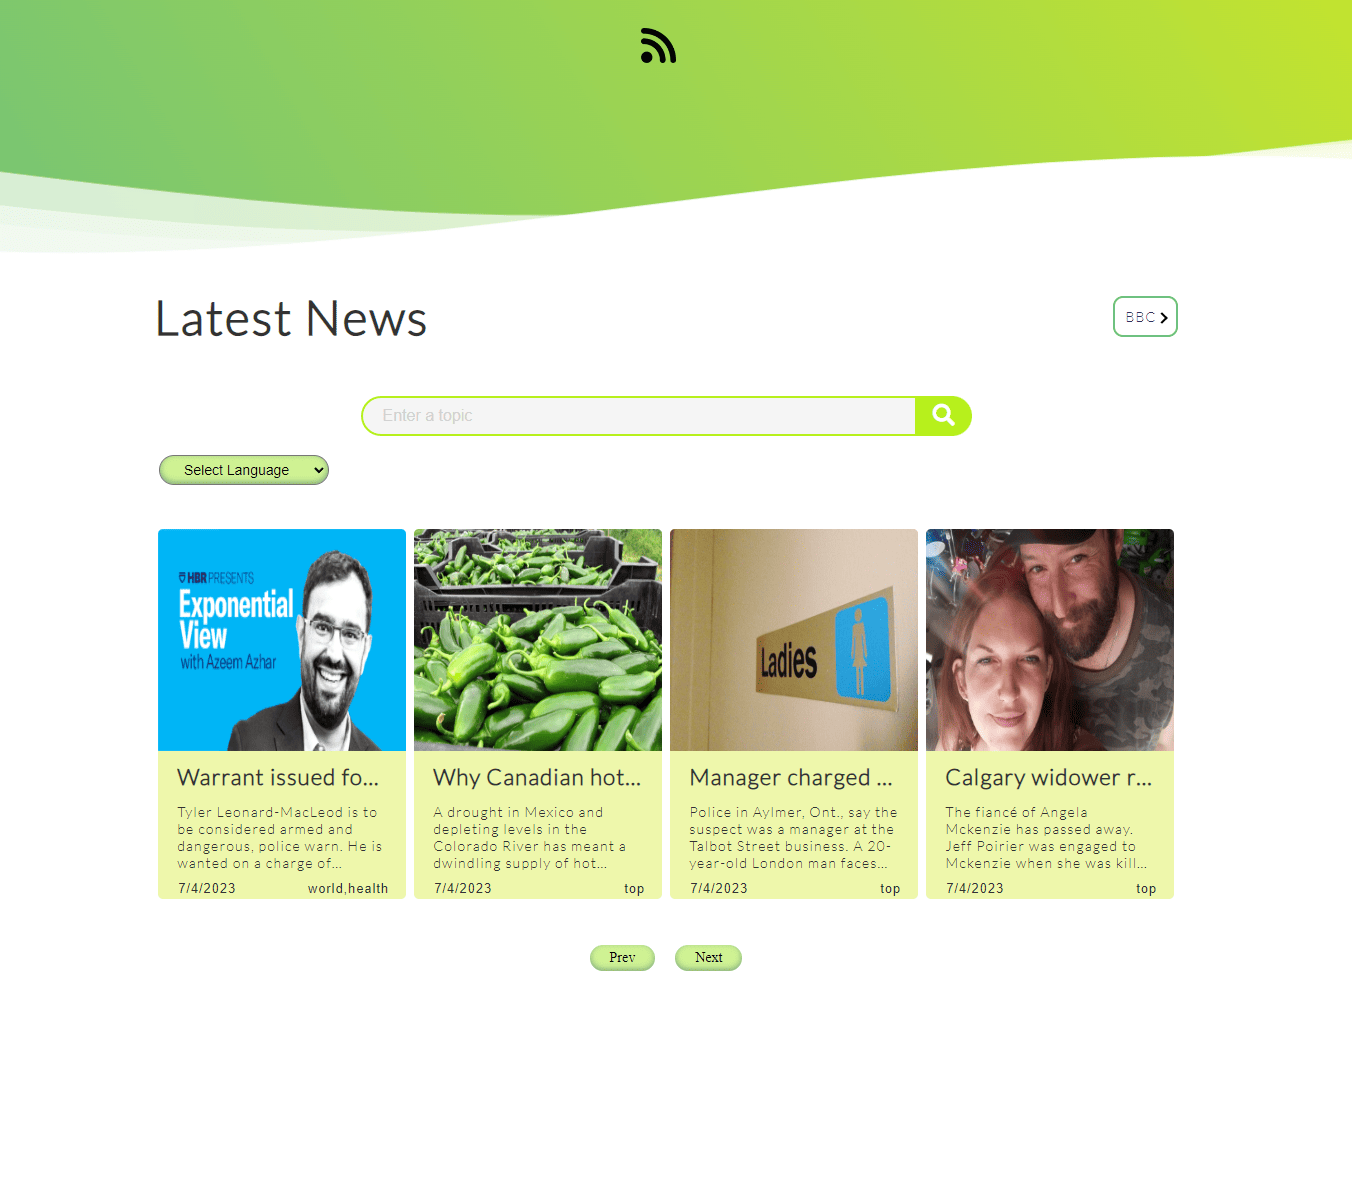 Latest News
BBC
Enter a topic
Select Language
HBR PRESENTS
Exponential
View
with Azeem Azhar
Warrant issued fo...
Tyler Leonard-MacLeod is to
be considered armed and
dangerous, police warn. He is
wanted on a charge of...
7/4/2023 world,health
Why Canadian hot...
A drought in Mexico and
depleting levels in the
Colorado River has meant a
dwindling supply of hot...
7/4/2023 top
Ladies
Manager charged ...
Police in Aylmer, Ont., say the
suspect was a manager at the
Talbot Street business. A 20-
year-old London man faces...
7/4/2023 top
Calgary widower r...
The fiancé of Angela
Mckenzie has passed away.
Jeff Poirier was engaged to
Mckenzie when she was kill...
7/4/2023 top
Prev Next